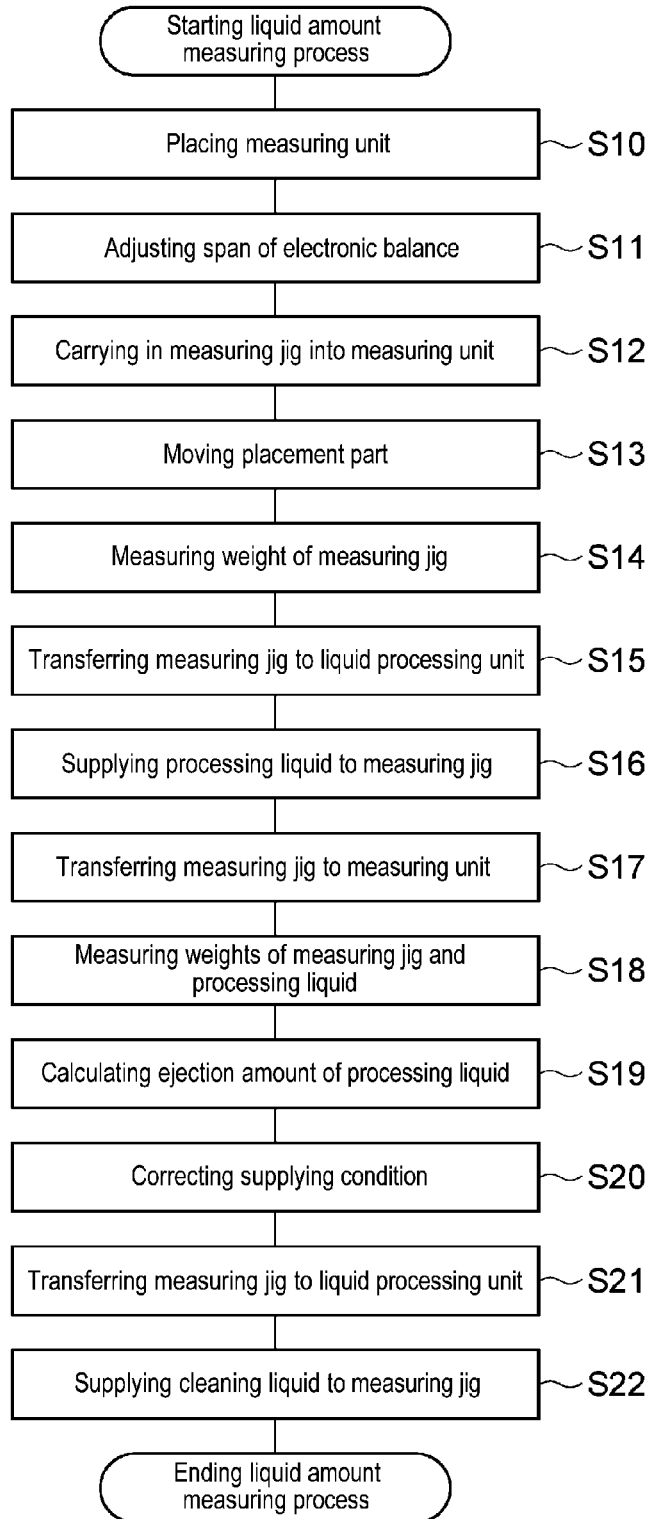 Starting liquid amount
measuring process
Placing measuring unit
S10
Adjusting span of electronic balance
S11
Carrying in measuring jig into measuring unit
S12
Moving placement part
S13
Measuring weight of measuring jig
S14
Transferring measuring jig to liquid processing unit
S15
Supplying processing liquid to measuring jig
S16
Transferring measuring jig to measuring unit
S17
Measuring weights of measuring jig and
processing liquid
S18
Calculating ejection amount of processing liquid
S19
Correcting supplying condition
S20
Transferring measuring jig to liquid processing unit
S21
Supplying cleaning liquid to measuring jig
S22
Ending liquid amount
measuring process